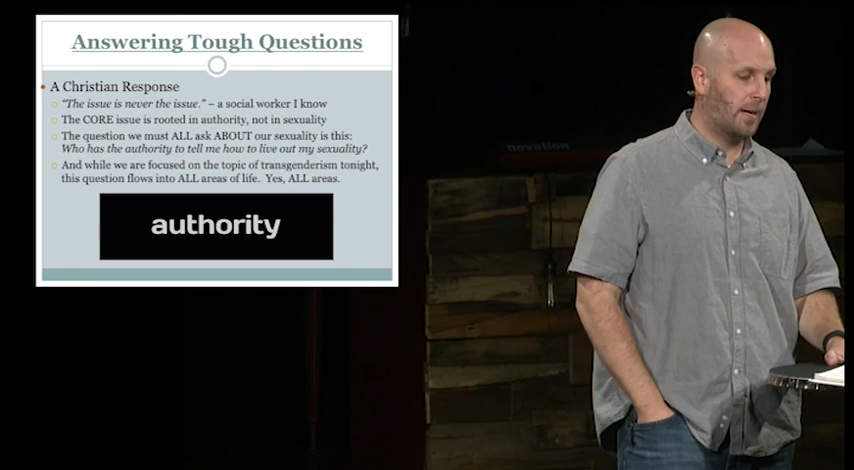 Answering Tough Questions
A Christian Response
“The issue is never the issue.” – a social worker I know
The CORE issue is rooted in authority, not in sexuality
The question we must ALL ask ABOUT our sexuality is this:
Who has the authority to tell me how to live out my sexuality?
And while we are focused on the topic of transgenderism tonight,
this question flows into ALL areas of life.  Yes, ALL areas.
authority
novation